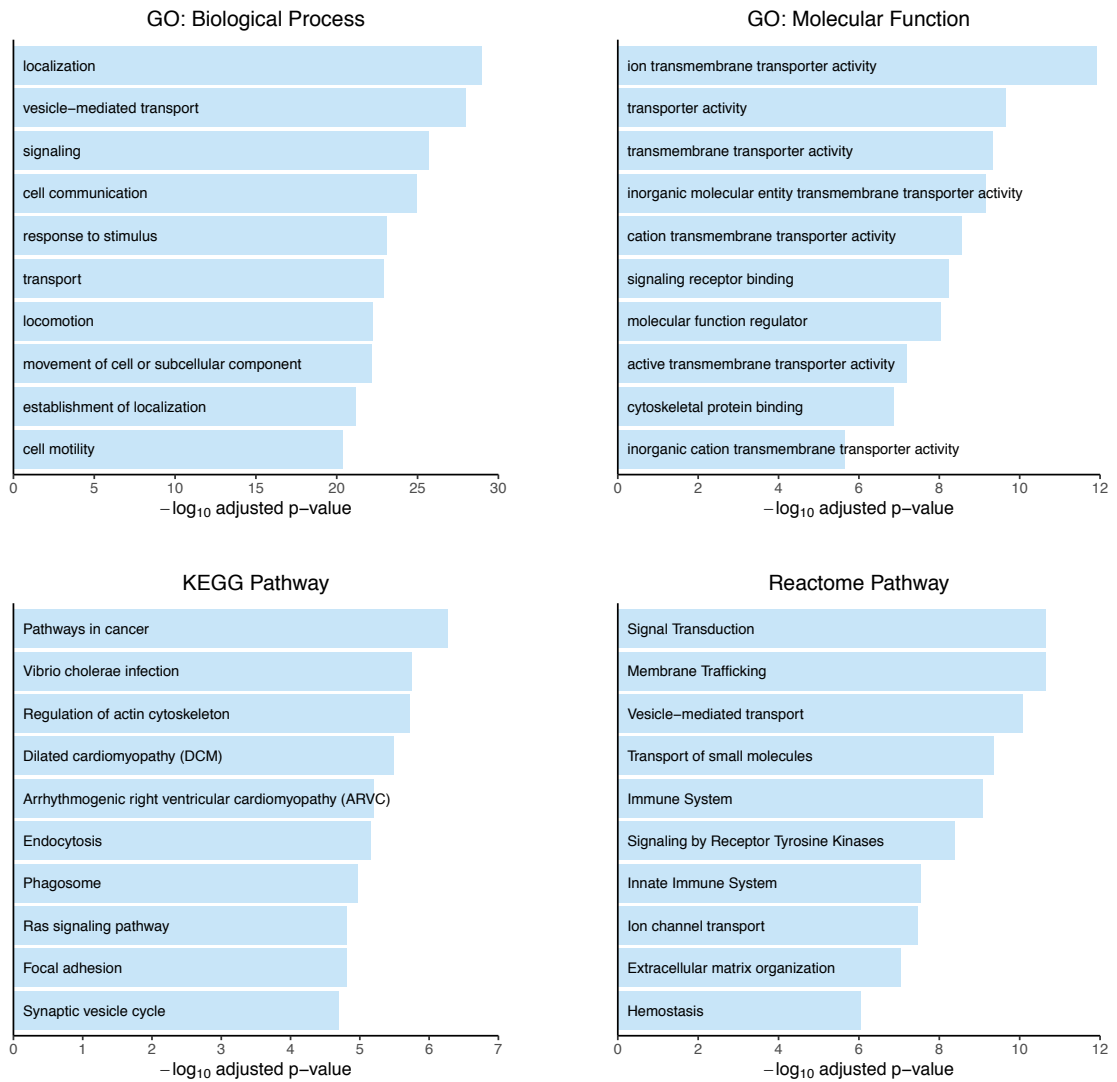 GO: Biological Process
localization
vesicle−mediated transport
signaling
cell communication
response to stimulus
transport
locomotion
movement of cell or subcellular component
establishment of localization
cell motility
0 5 10 15 20 25 30
−log10 adjusted p−value
GO: Molecular Function
ion transmembrane transporter activity
transporter activity
transmembrane transporter activity
inorganic molecular entity transmembrane transporter activity
cation transmembrane transporter activity
signaling receptor binding
molecular function regulator
active transmembrane transporter activity
cytoskeletal protein binding
inorganic cation transmembrane transporter activity
0 2 4 6 8 10 12
−log10 adjusted p−value
KEGG Pathway
Pathways in cancer
Vibrio cholerae infection
Regulation of actin cytoskeleton
Dilated cardiomyopathy (DCM)
Arrhythmogenic right ventricular cardiomyopathy (ARVC)
Endocytosis
Phagosome
Ras signaling pathway
Focal adhesion
Synaptic vesicle cycle
0 1 2 3 4 5 6 7
−log10 adjusted p−value
Reactome Pathway
Signal Transduction
Membrane Trafficking
Vesicle−mediated transport
Transport of small molecules
Immune System
Signaling by Receptor Tyrosine Kinases
Innate Immune System
Ion channel transport
Extracellular matrix organization
Hemostasis
0 2 4 6 8 10 12
−log10 adjusted p−value